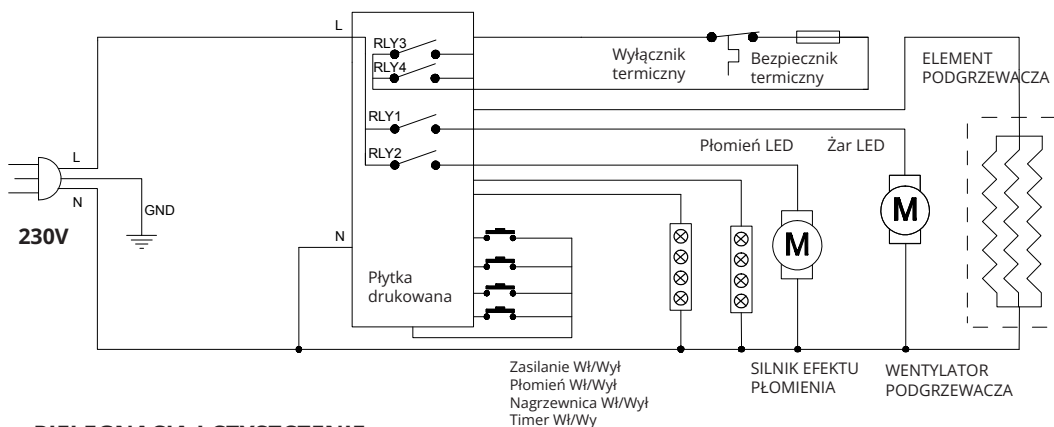 L
RLY3
RLY4
Wyłącznik
termiczny
Bezpiecznik
termiczny
ELEMENT
PODGRZEWACZA
RLY1
RLY2
Płomień LED
Żar LED
L
N
GND
230V
N
M
M
Płytka
drukowana
Zasilanie Wł/Wył
Płomień Wł/Wył
Nagrzewnica Wł/Wył
Timer Wł/Wy
SILNIK EFEKTU
PŁOMIENIA
WENTYLATOR
PODGRZEWACZA